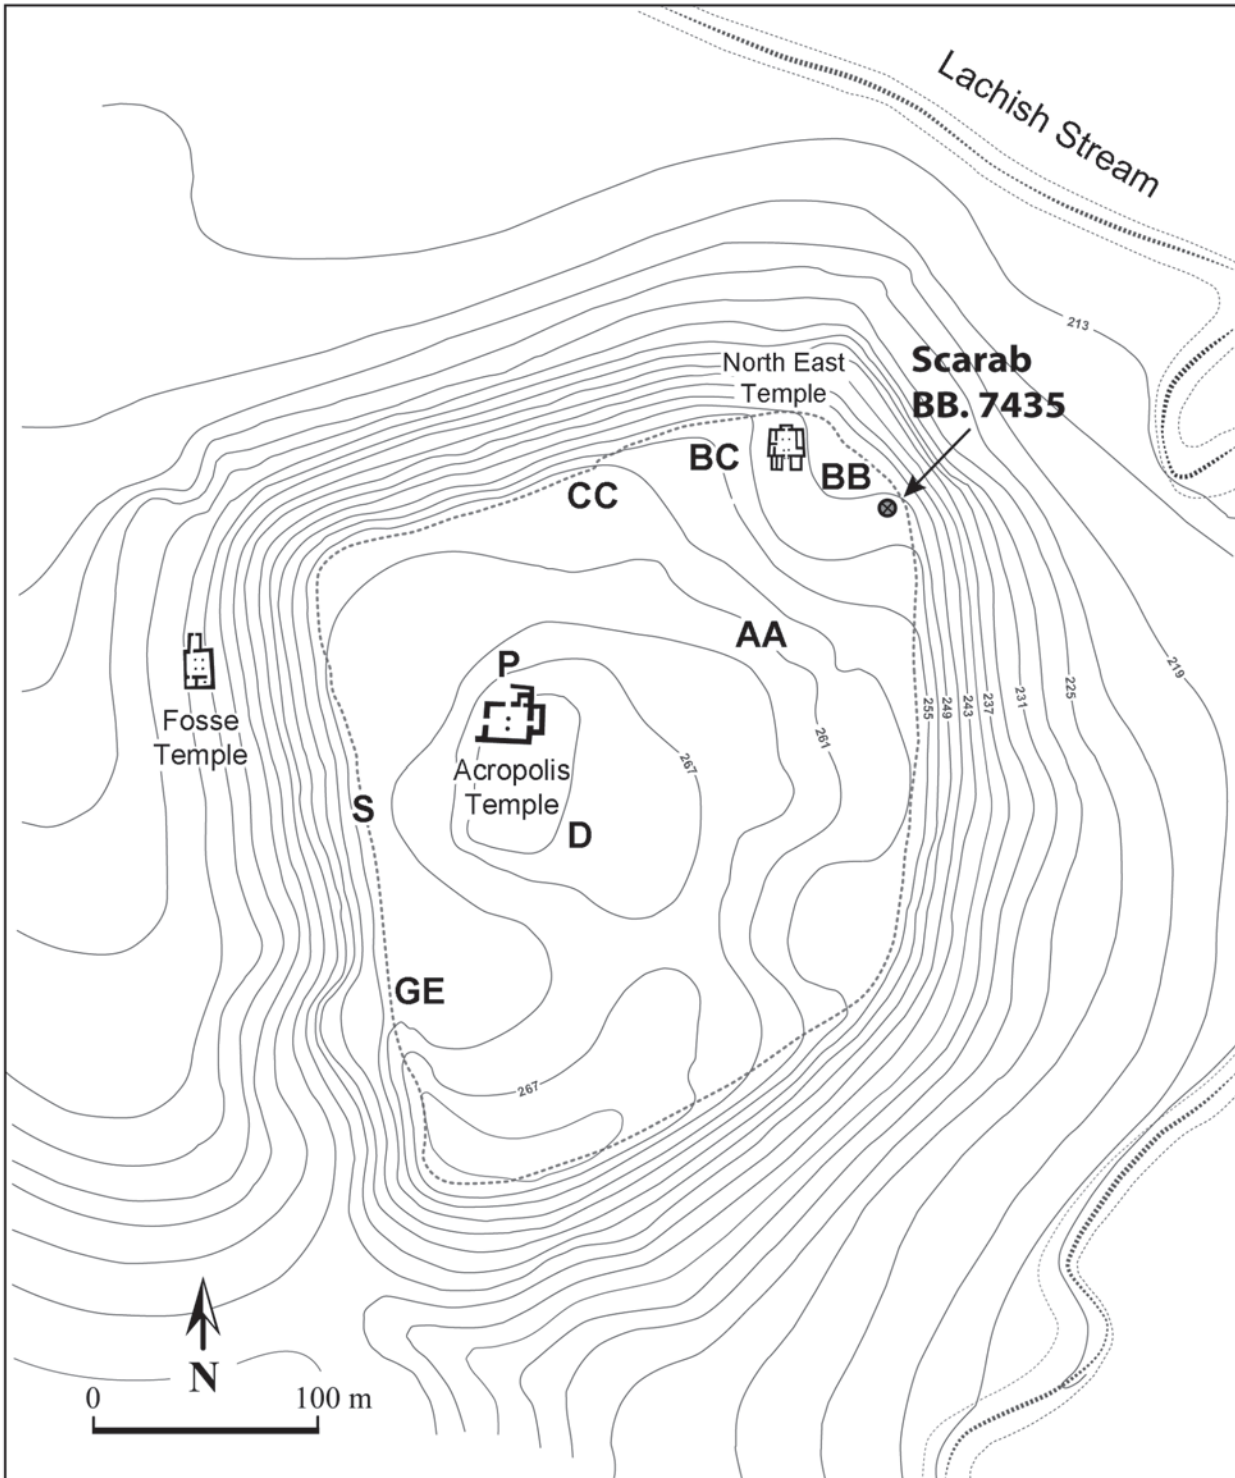 Lachish Stream
213
Scarab
BB. 7435
North East
Temple
BC
BB
CC
AA
P
219
225
231
237
243
249
255
261
267
Fosse
Temple
Acropolis
Temple
S
D
GE
267
N
0 100 m